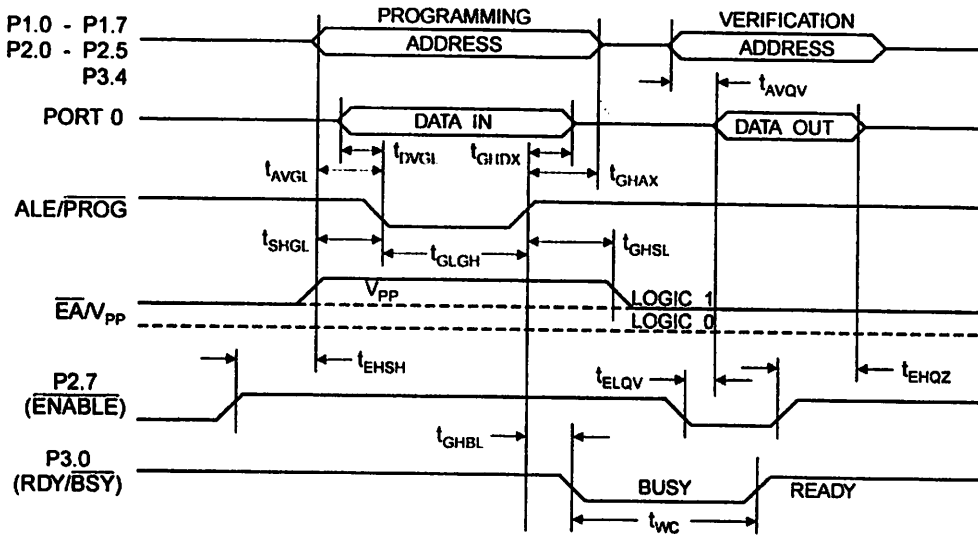 PROGRAMMING
VERIFICATION
P1.0 - P1.7
P2.0 - P2.5
P3.4
ADDRESS
ADDRESS
tAVQV
PORT 0
DATA IN
DATA OUT
tDVGL
tGHDX
tAVGL
tGHAX
ALE/PROG
tSHGL
tGLGH
tGHSL
VPP
LOGIC 1
EA/VPP
LOGIC 0
tEHSH
tELQV
tEHQZ
P2.7
(ENABLE)
tGHBL
P3.0
(RDY/BSY)
BUSY
READY
tWC